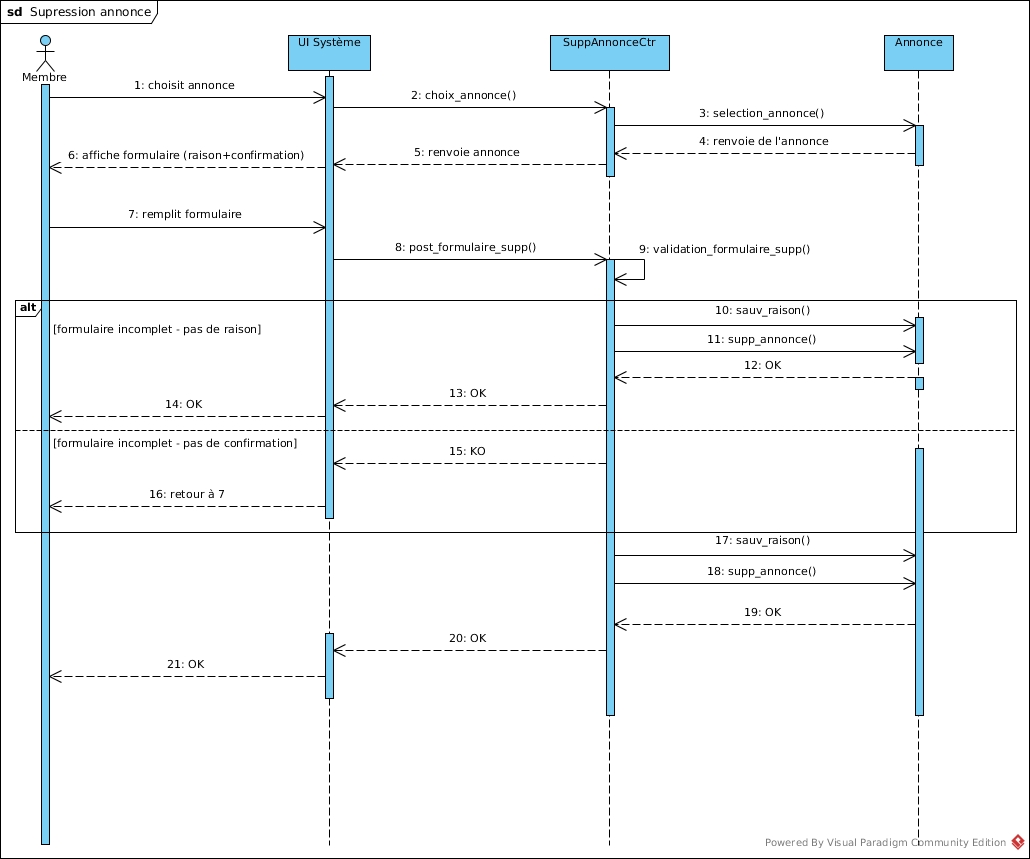 sd Supression annonce
UI Système
SuppAnnonceCtr
Annonce
Membre
1: choisit annonce
2: choix_annonce()
3: selection_annonce()
4: renvoie de l'annonce
5: renvoie annonce
6: affiche formulaire (raison+confirmation)
7: remplit formulaire
8: post_formulaire_supp()
9: validation_formulaire_supp()
alt
[formulaire incomplet - pas de raison]
10: sauv_raison()
11: supp_annonce()
12: OK
13: OK
14: OK
[formulaire incomplet - pas de confirmation]
15: KO
16: retour à 7
17: sauv_raison()
18: supp_annonce()
19: OK
20: OK
21: OK
Powered By Visual Paradigm Community Edition